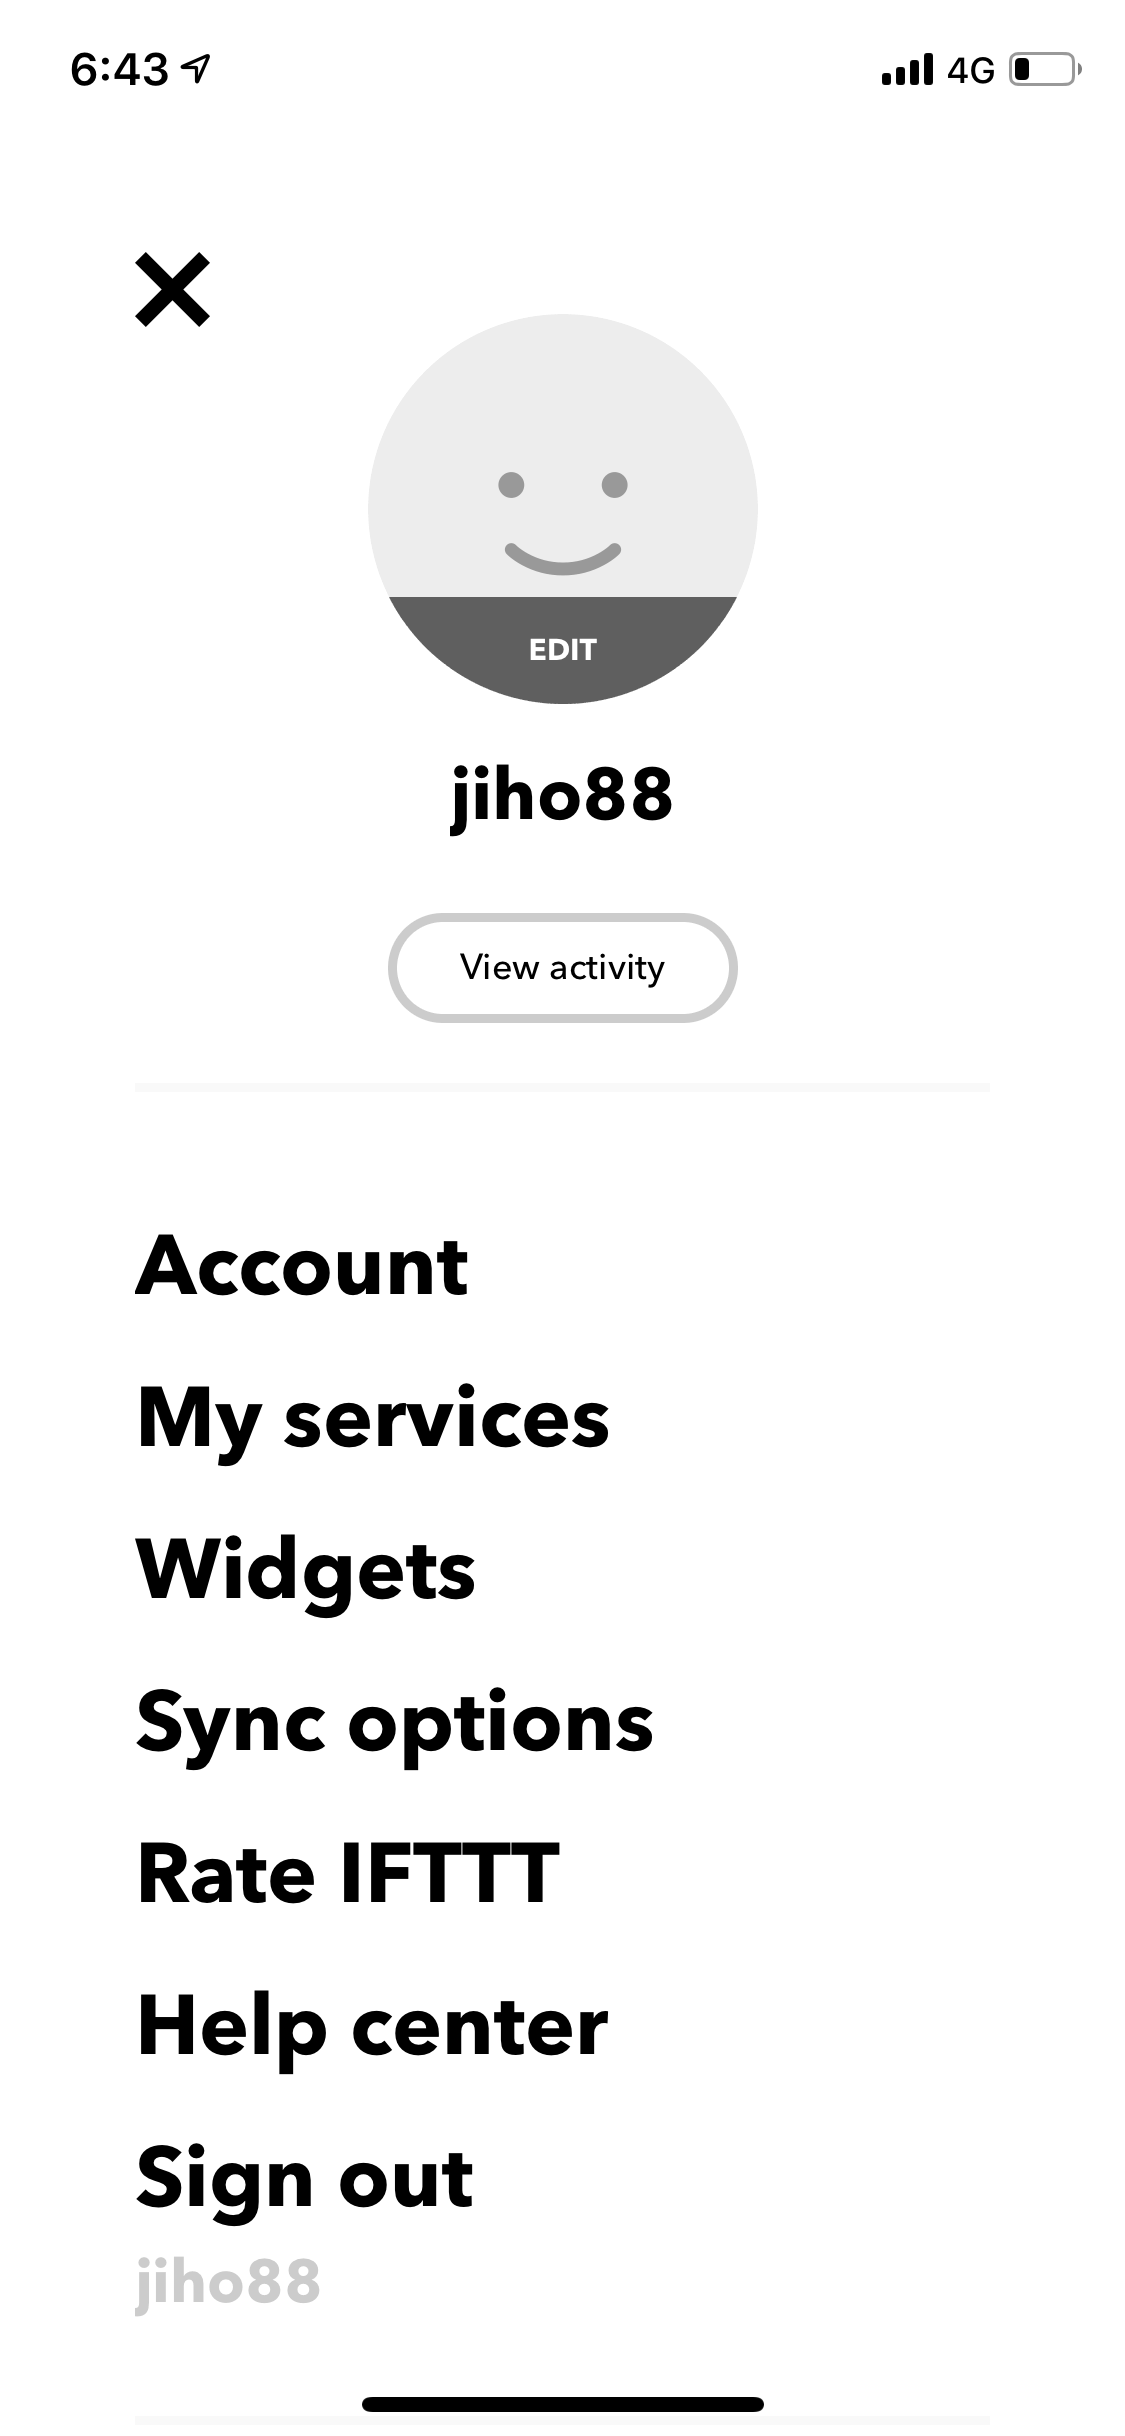 6:43
4G
EDIT
jiho88
View activity
Account
My services
Widgets
Sync options
Rate IFTTT
Help center
Sign out
jiho88